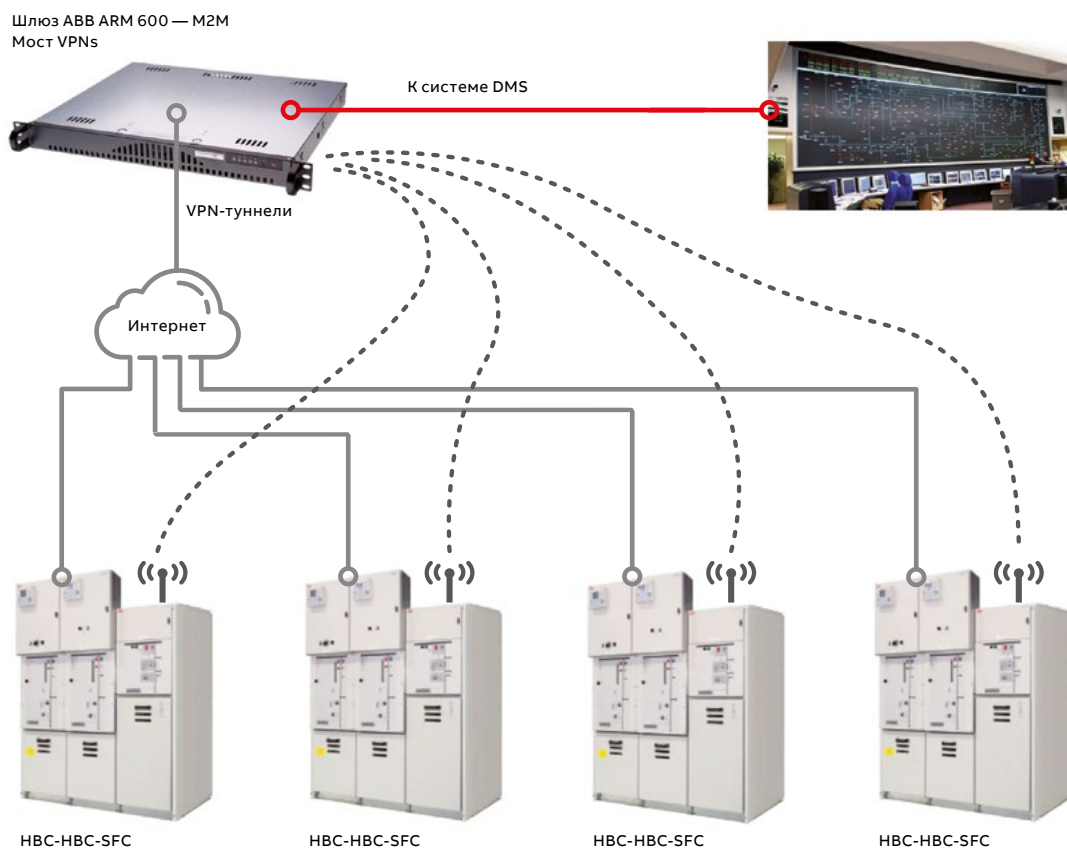 Шлюз ABB ARM 600 — M2M
Мост VPNs
К системе DMS
VPN-туннели
Интернет
HBC-HBC-SFC
HBC-HBC-SFC
HBC-HBC-SFC
HBC-HBC-SFC